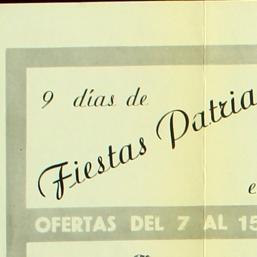 9 días de
Fiestas Patria
e
OFERTAS DEL 7 AL 15